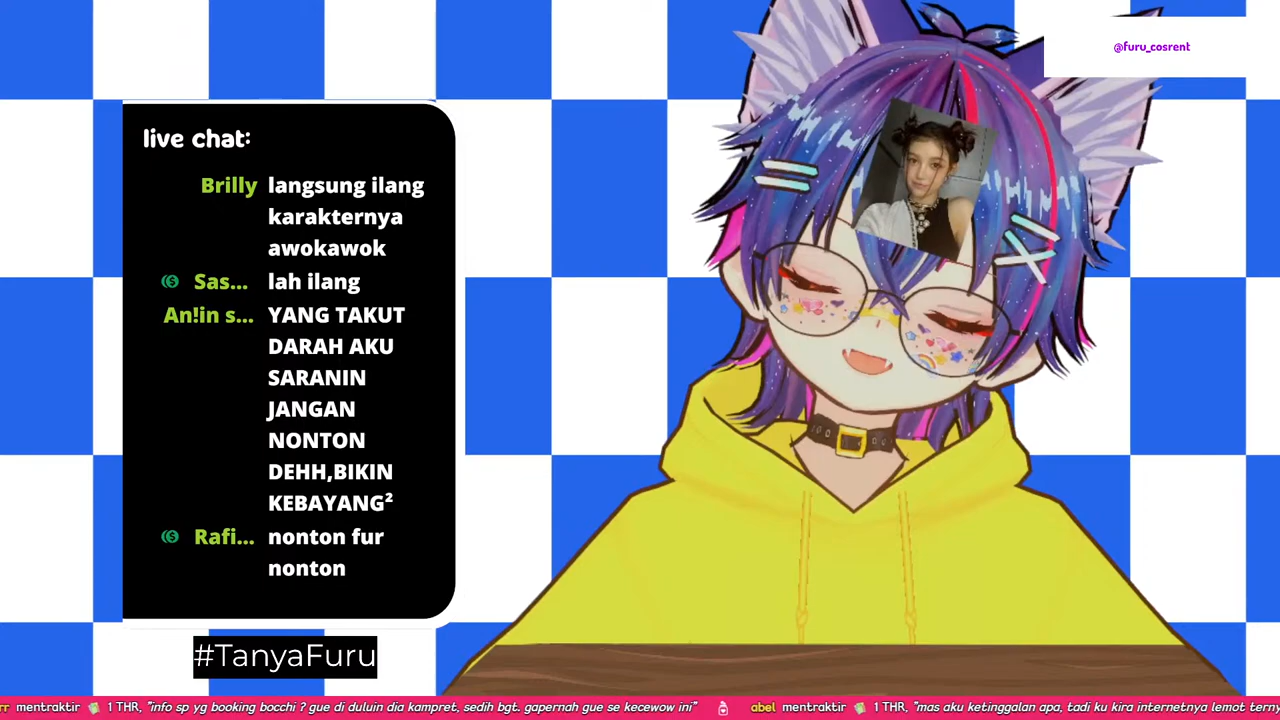 @furu_cosrent
live chat:
Brilly langsung ilang
karakternya
awokawok
Sas... lah ilang
An!in s... YANG TAKUT
DARAH AKU
SARANIN
JANGAN
NONTON
DEHH,BIKIN
KEBAYANG²
Rafi... nonton fur
nonton
#TanyaFuru
rr mentraktir 1 THR, "info sp yg booking bocchi ? gue di duluin dia kampret. sedih bgt. gapernah gue se kecewow ini" abel mentraktir 1 THR, "mas aku ketinggalan apa, tadi ku kira internetnya lemot terny